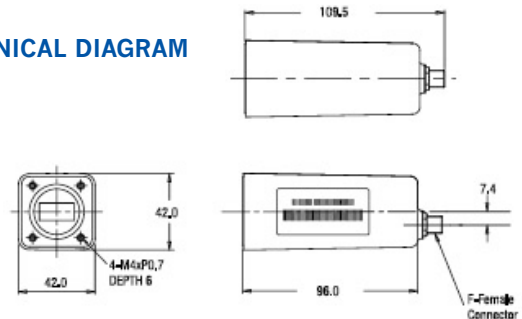 109.5
NICAL DIAGRAM
42.0
42.0
4-M4xP0,7
DEPTH 6
96.0
7,4
F-Female
Connector